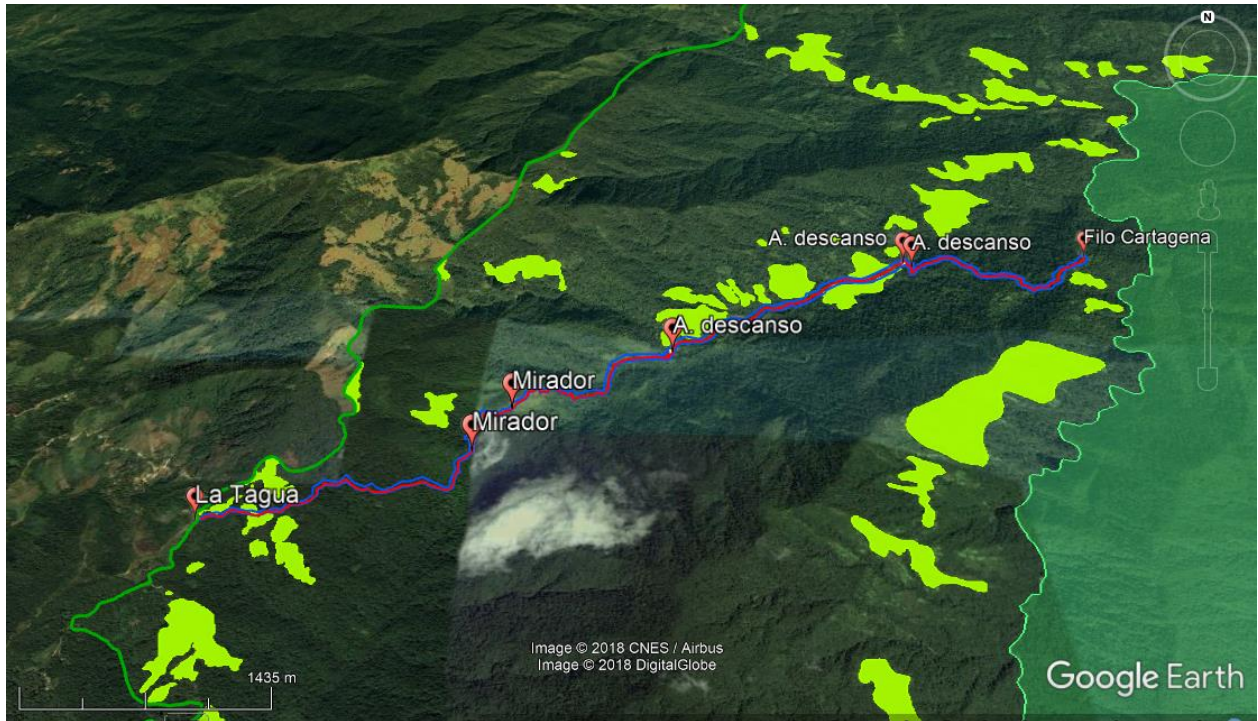 N
A. descanso
A. descanso
Filo Cartagena
A. descanso
Mirador
Mirador
La Tagua
Image © 2018 CNES / Airbus
Image © 2018 DigitalGlobe
1435 m
Google Earth